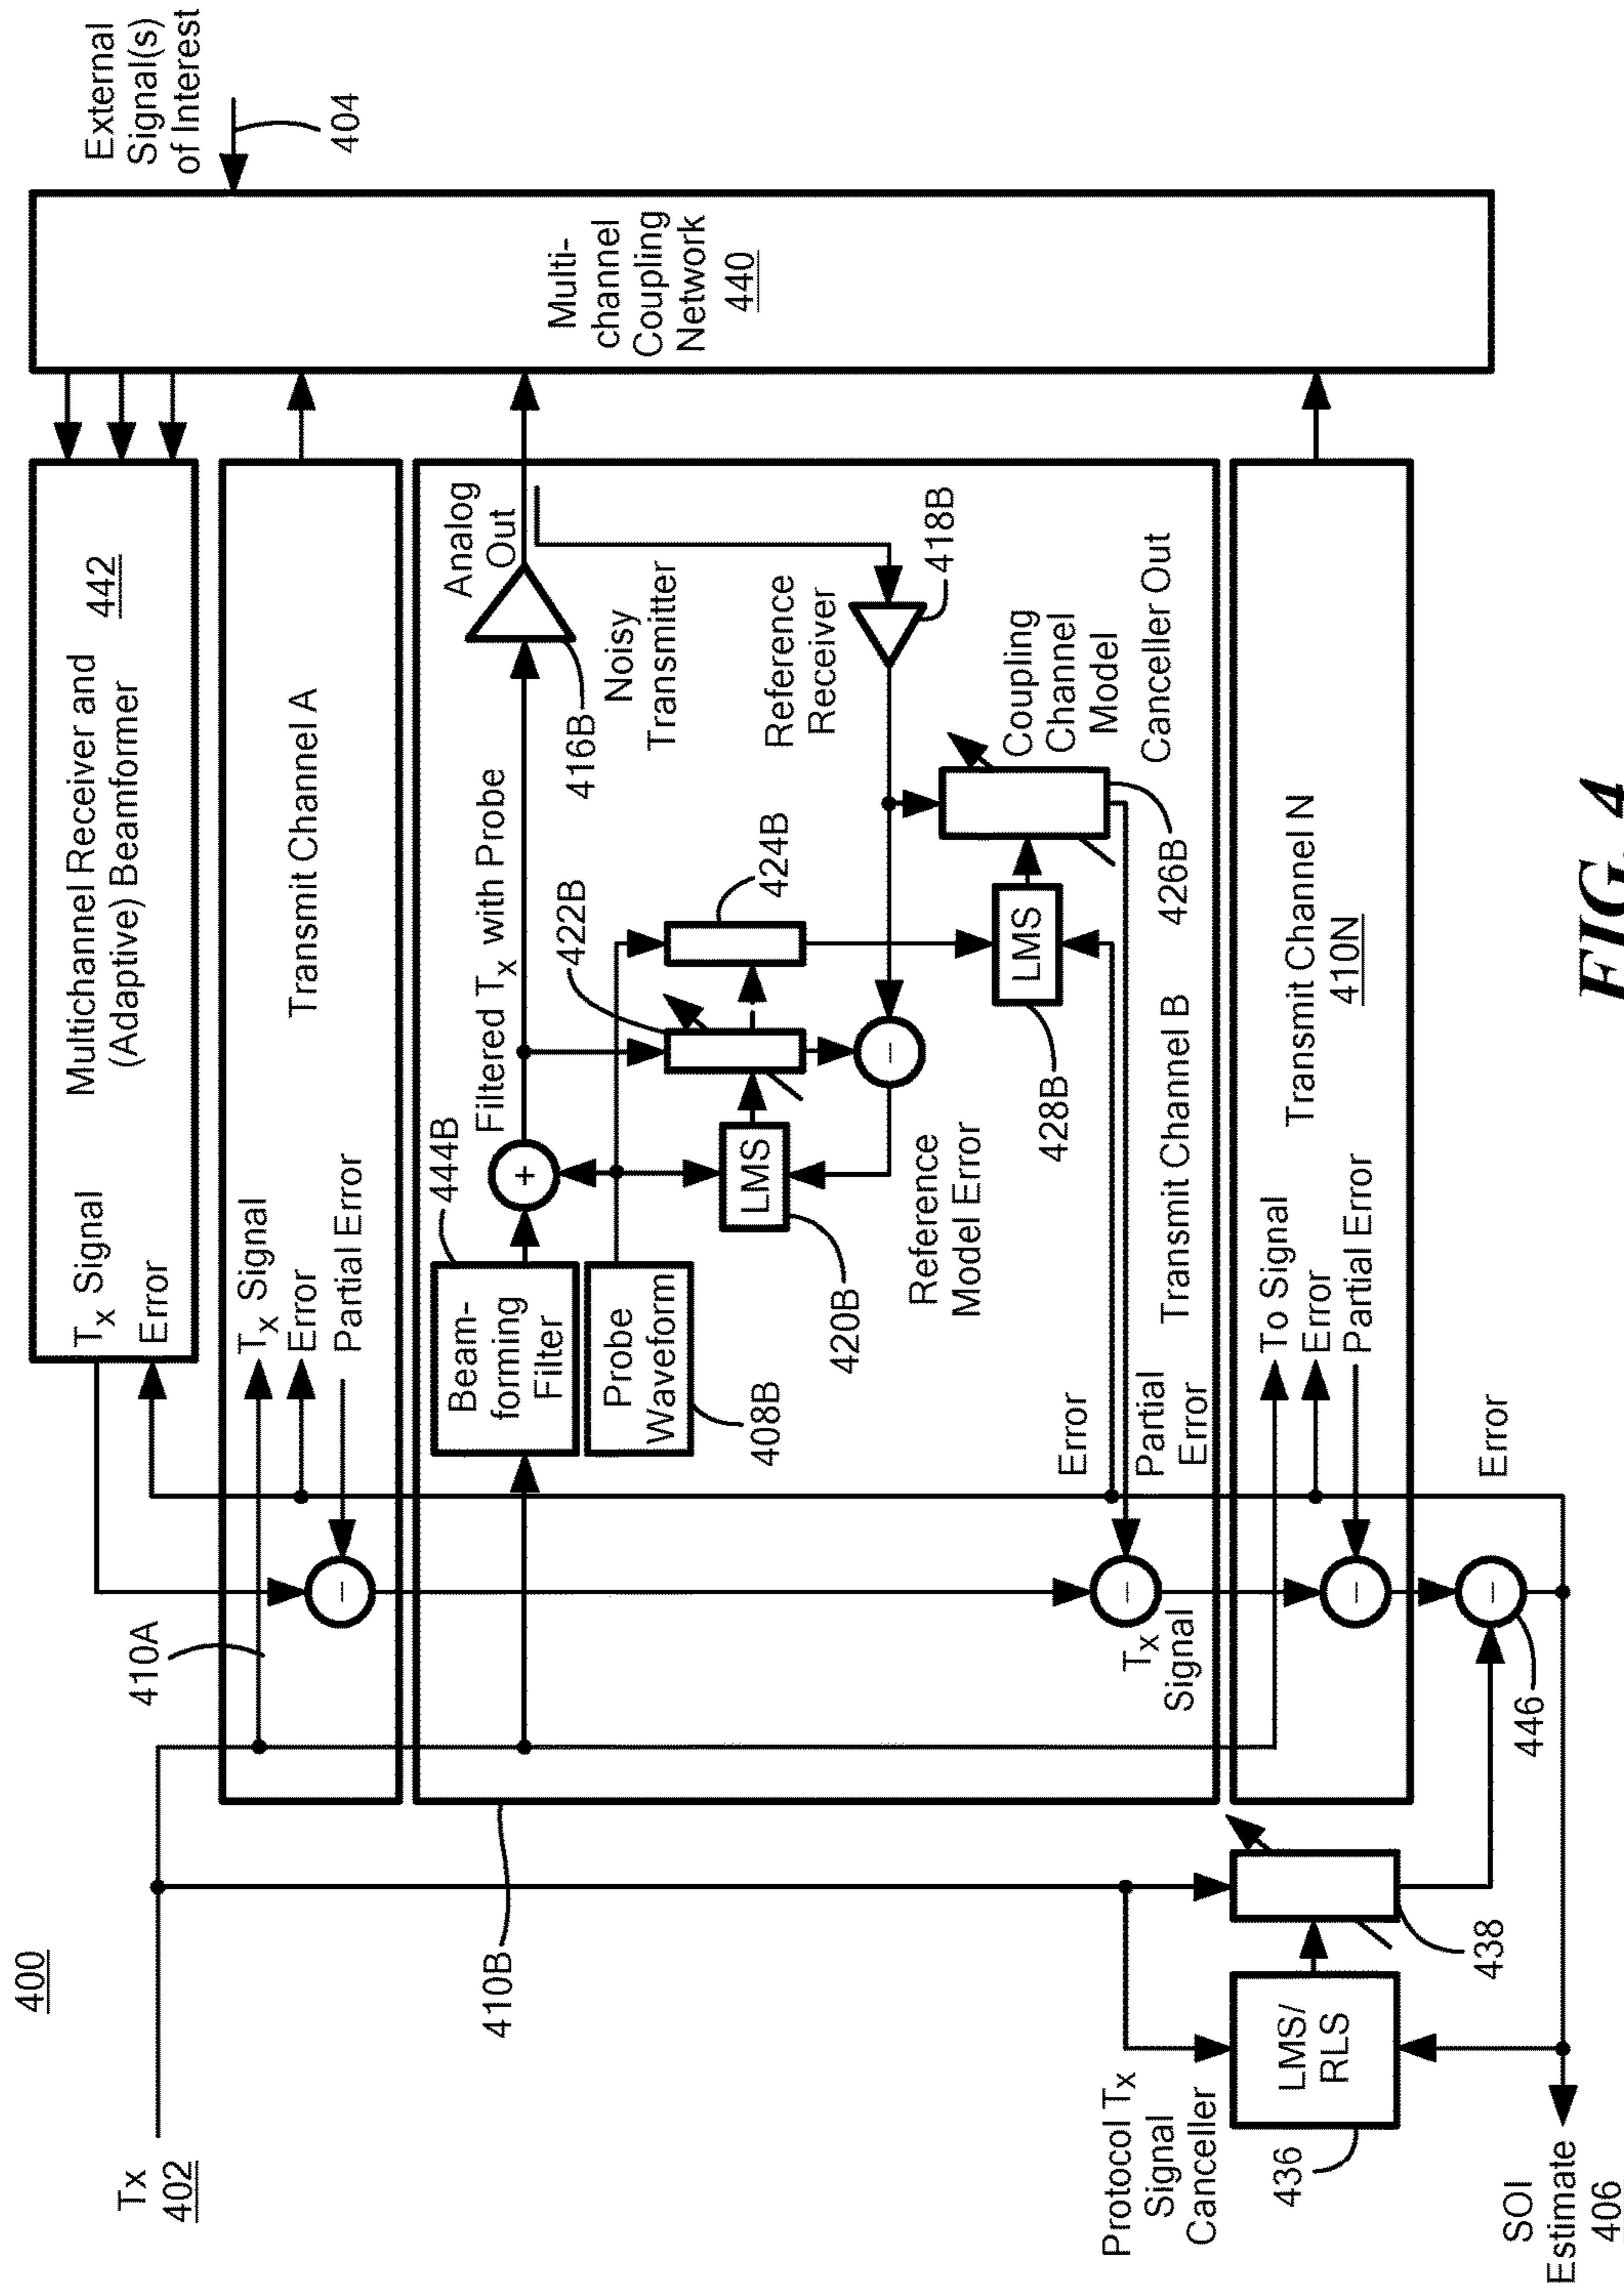 400
Tx
402
External
Signal(s)
of Interest
404
Multi-
channel
Coupling
Network
440
Multichannel Receiver and
(Adaptive) Beamformer
442
Tx Signal
Error
Transmit Channel A
410A
Tx Signal
Error
Partial Error
410B
Beam-
forming
Filter
444B
Probe
Waveform
408B
+
Filtered Tx with Probe
Analog
Out
416B
Noisy
Transmitter
422B
424B
LMS
420B
−
Reference
Model Error
Reference
Receiver
418B
Coupling
Channel
Model
426B
LMS
428B
Canceller Out
Transmit Channel B
Error
Partial
Error
−
−
Tx
Signal
Transmit Channel N
410N
To Signal
Error
Partial Error
−
−
446
Error
438
Protocol Tx
Signal
Canceller
LMS/
RLS
436
SOI
Estimate
406
FIG. 4